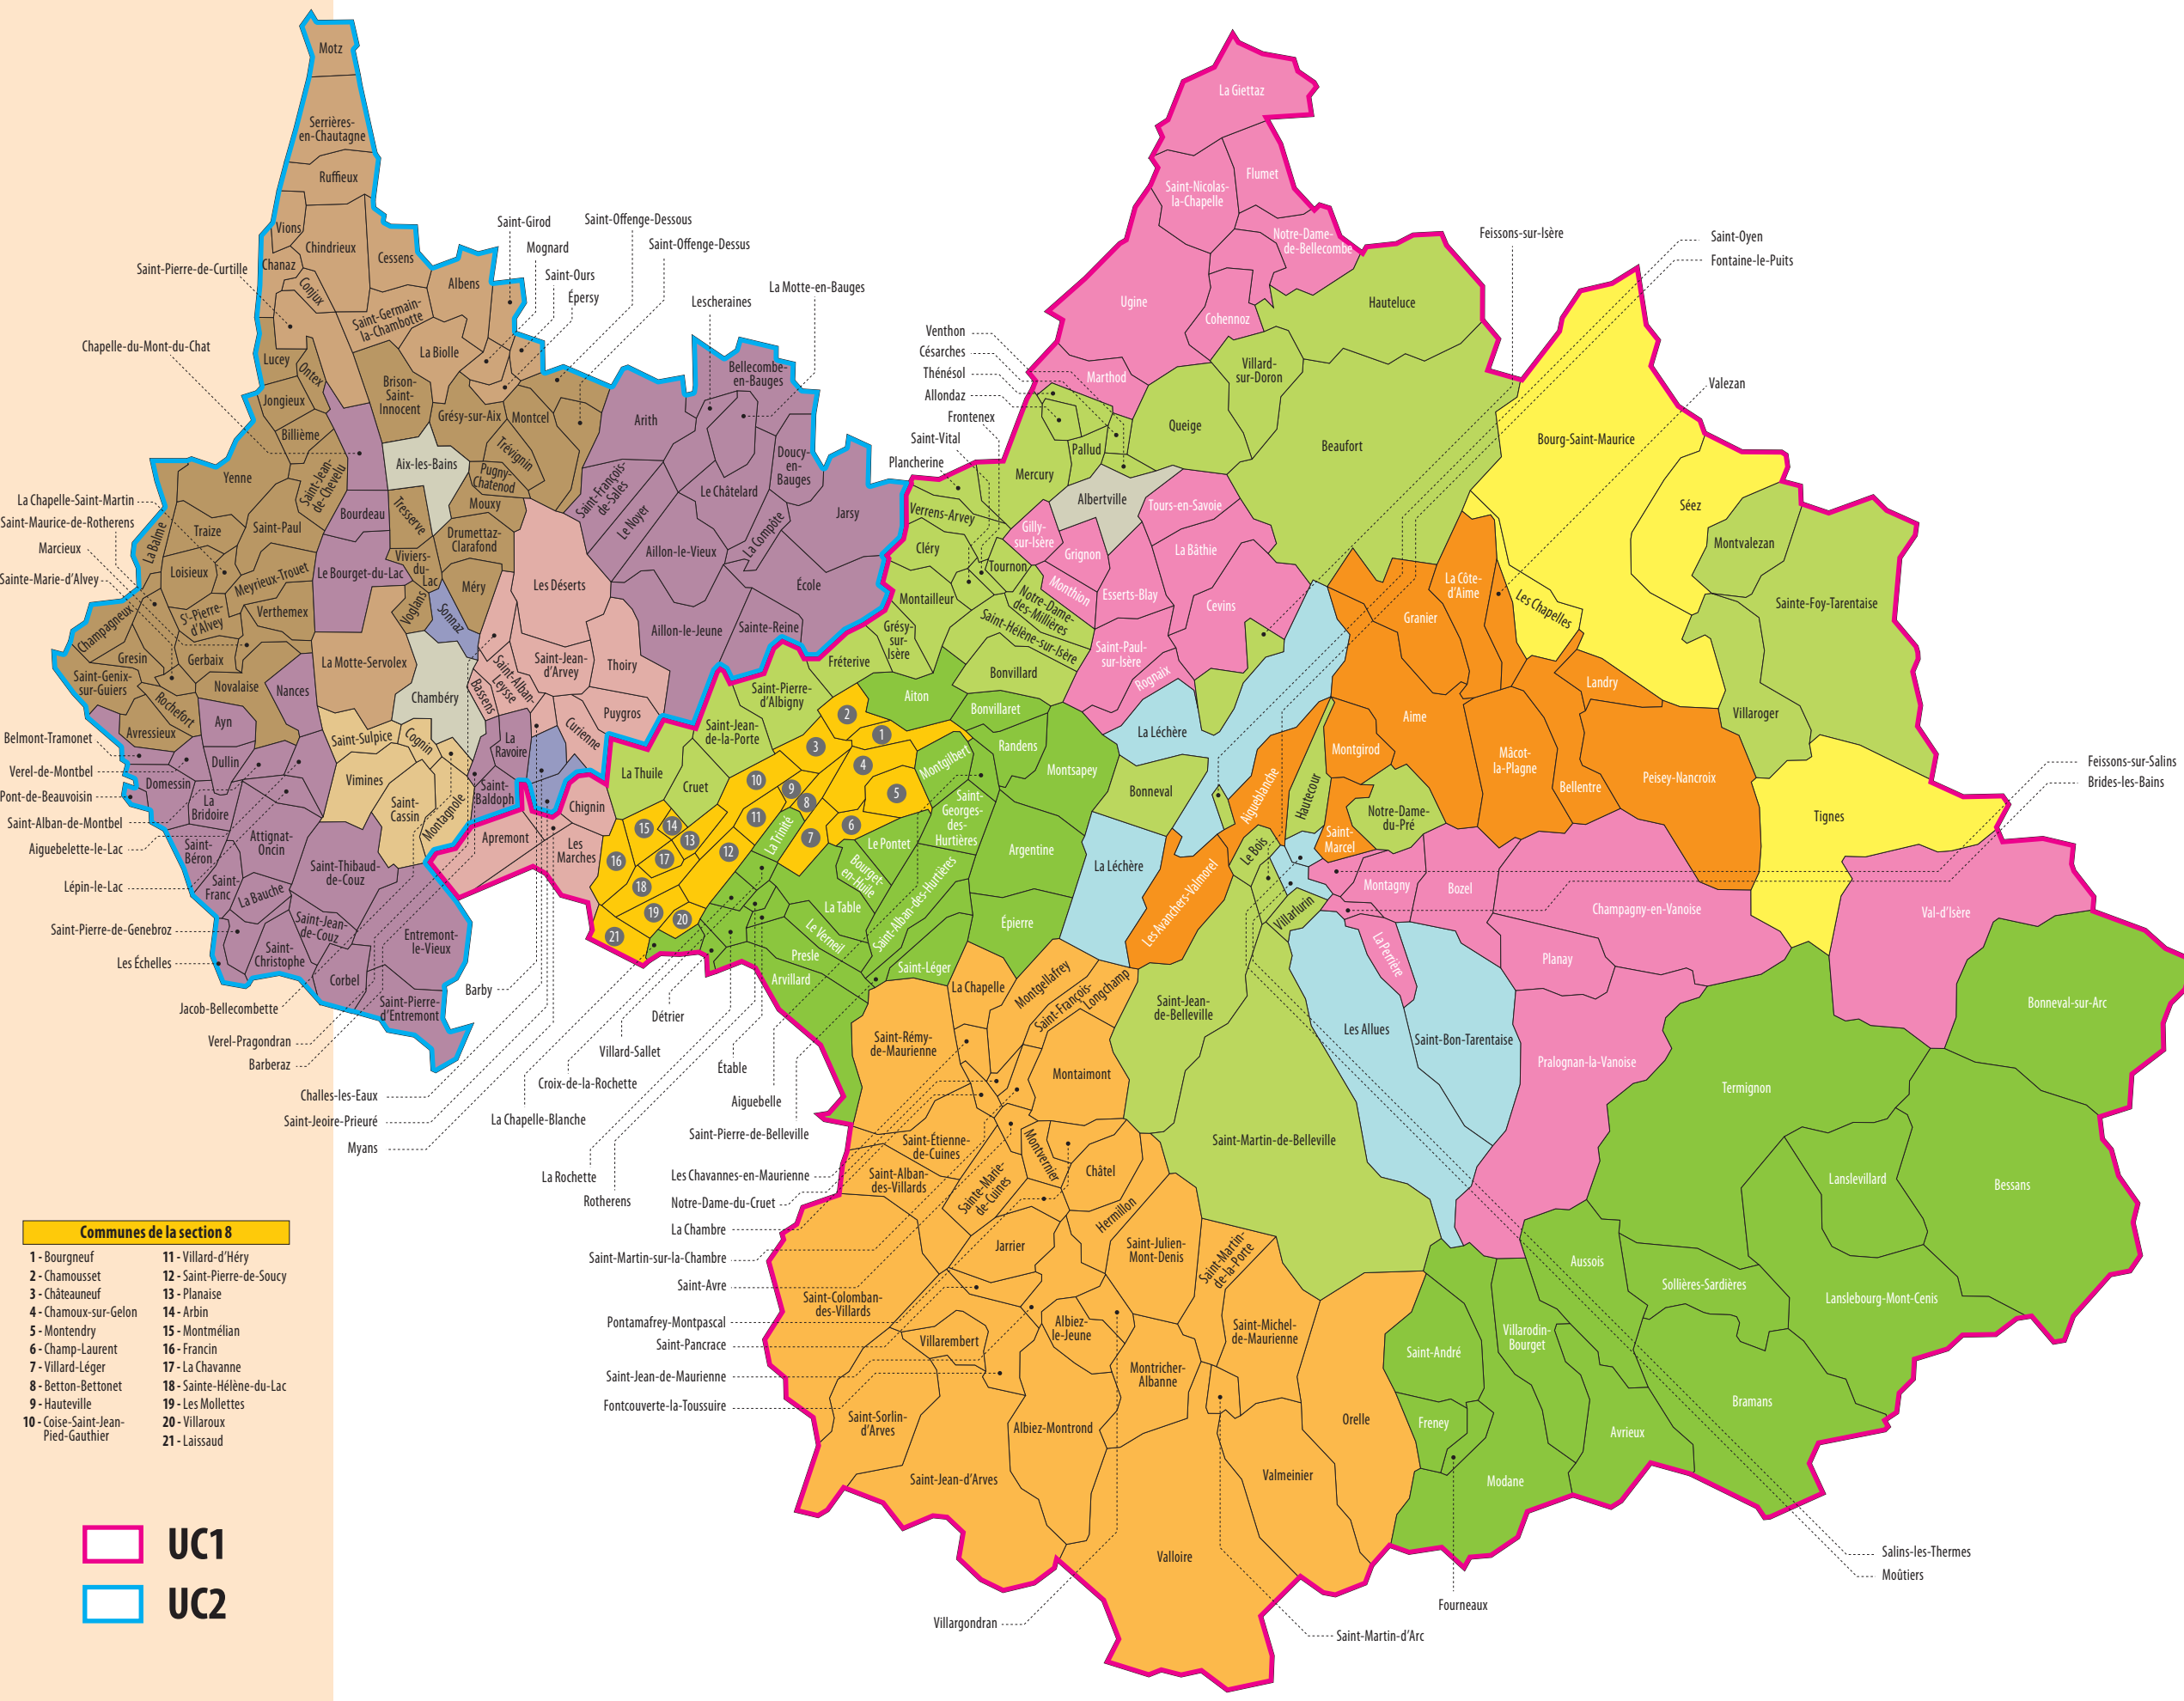 Motz
Serrières-
en-Chautagne
Ruffieux
Vions
Chindrieux
Chanaz
Conjux
Cessens
Albens
Saint-Germain-
la-Chambotte
La Biolle
Lucey
Ontex
Jongieux
Billième
Brison-
Saint-
Innocent
Grésy-sur-Aix
Montcel
Trévignin
Pugny-
Chatenod
Aix-les-Bains
Mouxy
Yenne
Saint-Jean-
de-Chevelu
Bourdeau
Tresserve
Drumettaz-
Clarafond
Traize
Saint-Paul
La Balme
Loisieux
Meyrieux-Trouet
Le Bourget-du-Lac
Viviers-
du-
Lac
Méry
Voglans
Sonnaz
Verthemex
St-Pierre-
d'Alvey
Champagneux
Gresin
Gerbaix
La Motte-Servolex
Saint-Genix-
sur-Guiers
Rochefort
Novalaise
Nances
Chambéry
Avressieux
Ayn
Dullin
Domessin
La
Bridoire
Saint-
Béron
Attignat-
Oncin
Saint-
Franc
La Bauche
Saint-Thibaud-
de-Couz
Saint-Jean-
de-Couz
Saint-
Christophe
Corbel
Entremont-
le-Vieux
Saint-Pierre-
d'Entremont
Saint-Sulpice
Cognin
Vimines
Saint-
Cassin
Montagnole
La
Ravoire
Saint-
Baldoph
Bassens
Saint-Alban-
Leysse
Saint-Jean-
d'Arvey
Les Déserts
Thoiry
Puygros
Curienne
Chignin
Apremont
Les
Marches
Arith
Bellecombe-
en-Bauges
Doucy-
en-
Bauges
Le Châtelard
Saint-François-
de-Sales
Le Noyer
Aillon-le-Vieux
La Compôte
Jarsy
École
Aillon-le-Jeune
Sainte-Reine
Saint-Pierre-de-Curtille
Chapelle-du-Mont-du-Chat
La Chapelle-Saint-Martin
Saint-Maurice-de-Rotherens
Marcieux
Sainte-Marie-d'Alvey
Belmont-Tramonet
Verel-de-Montbel
Pont-de-Beauvoisin
Saint-Alban-de-Montbel
Aiguebelette-le-Lac
Lépin-le-Lac
Saint-Pierre-de-Genebroz
Les Échelles
Jacob-Bellecombette
Verel-Pragondran
Barberaz
Challes-les-Eaux
Saint-Jeoire-Prieuré
Myans
Barby
Saint-Girod
Mognard
Saint-Ours
Épersy
Saint-Offenge-Dessous
Saint-Offenge-Dessus
Lescheraines
La Motte-en-Bauges
La Giettaz
Flumet
Saint-Nicolas-
la-Chapelle
Notre-Dame-
de-Bellecombe
Ugine
Cohennoz
Hauteluce
Marthod
Villard-
sur-Doron
Queige
Beaufort
Pallud
Mercury
Albertville
Tours-en-Savoie
Gilly-
sur-Isère
Grignon
La Bâthie
Monthion
Esserts-Blay
Cevins
Saint-Paul-
sur-Isère
Rognaix
Verrens-Arvey
Cléry
Tournon
Notre-Dame-
des-Millières
Montailleur
Sainte-Hélène-sur-Isère
Grésy-
sur-
Isère
Bonvillard
Fréterive
Saint-Pierre-
d'Albigny
Saint-Jean-
de-la-Porte
La Thuile
Cruet
Venthon
Césarches
Thénésol
Allondaz
Frontenex
Saint-Vital
Plancherine
Feissons-sur-Isère
Saint-Oyen
Fontaine-le-Puits
Valezan
Bourg-Saint-Maurice
Séez
Montvalezan
Les Chapelles
Sainte-Foy-Tarentaise
Villaroger
Tignes
Val-d'Isère
La Côte-
d'Aime
Granier
Aime
Landry
Mâcot-
la-Plagne
Bellentre
Peisey-Nancroix
Montgirod
Hautecour
Aigueblanche
Notre-Dame-
du-Pré
Saint-
Marcel
La Léchère
Bonneval
La Léchère
Les Avanchers-Valmorel
Le Bois
Villarlurin
Montagny
Bozel
Champagny-en-Vanoise
La Perrière
Planay
Les Allues
Saint-Bon-Tarentaise
Pralognan-la-Vanoise
Feissons-sur-Salins
Brides-les-Bains
Saint-Jean-
de-Belleville
Saint-Martin-de-Belleville
Salins-les-Thermes
Moûtiers
Aiton
Bonvillaret
Randens
Montsapey
Montgilbert
Saint-
Georges-
des-
Hurtières
Argentine
Épierre
Le Pontet
Bourget-
en-Huile
La Trinité
La Table
Saint-Alban-des-Hurtières
Le Verneil
Presle
Arvillard
Saint-Léger
Détrier
Villard-Sallet
Croix-de-la-Rochette
La Chapelle-Blanche
La Rochette
Rotherens
Étable
Aiguebelle
Saint-Pierre-de-Belleville
La Chapelle
Montgellafrey
Saint-François-
Longchamp
Saint-Rémy-
de-Maurienne
Montaimont
Saint-Étienne-
de-Cuines
Saint-Alban-
des-Villards
Sainte-Marie-
de-Cuines
Montvernier
Châtel
Hermillon
Jarrier
Saint-Julien-
Mont-Denis
Saint-Martin-
de-la-Porte
Saint-Colomban-
des-Villards
Villarembert
Albiez-
le-Jeune
Saint-Michel-
de-Maurienne
Montricher-
Albanne
Saint-Sorlin-
d'Arves
Albiez-Montrond
Saint-Jean-d'Arves
Orelle
Valmeinier
Valloire
Les Chavannes-en-Maurienne
Notre-Dame-du-Cruet
La Chambre
Saint-Martin-sur-la-Chambre
Saint-Avre
Pontamafrey-Montpascal
Saint-Pancrace
Saint-Jean-de-Maurienne
Fontcouverte-la-Toussuire
Villargondran
Saint-Martin-d'Arc
Fourneaux
Saint-André
Freney
Modane
Villarodin-
Bourget
Aussois
Avrieux
Sollières-Sardières
Bramans
Termignon
Lanslevillard
Lanslebourg-Mont-Cenis
Bessans
Bonneval-sur-Arc
1
2
3
4
5
6
7
8
9
10
11
12
13
14
15
16
17
18
19
20
21
Communes de la section 8
1 - Bourgneuf
2 - Chamousset
3 - Châteauneuf
4 - Chamoux-sur-Gelon
5 - Montendry
6 - Champ-Laurent
7 - Villard-Léger
8 - Betton-Bettonet
9 - Hauteville
10 - Coise-Saint-Jean-
Pied-Gauthier
11 - Villard-d'Héry
12 - Saint-Pierre-de-Soucy
13 - Planaise
14 - Arbin
15 - Montmélian
16 - Francin
17 - La Chavanne
18 - Sainte-Hélène-du-Lac
19 - Les Mollettes
20 - Villaroux
21 - Laissaud
UC1
UC2